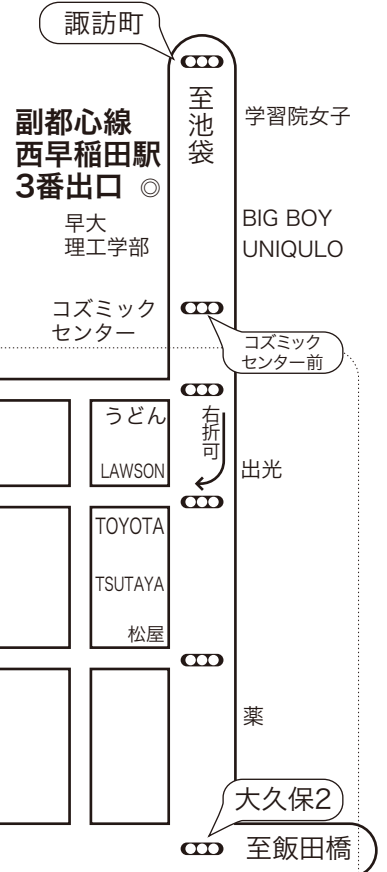 諏訪町
至池袋
学習院女子
副都心線
西早稲田駅
3番出口 ◎
早大
理工学部
BIG BOY
UNIQULO
コズミック
センター
コズミック
センター前
うどん
右折可
LAWSON
出光
TOYOTA
TSUTAYA
松屋
薬
大久保2
至飯田橋